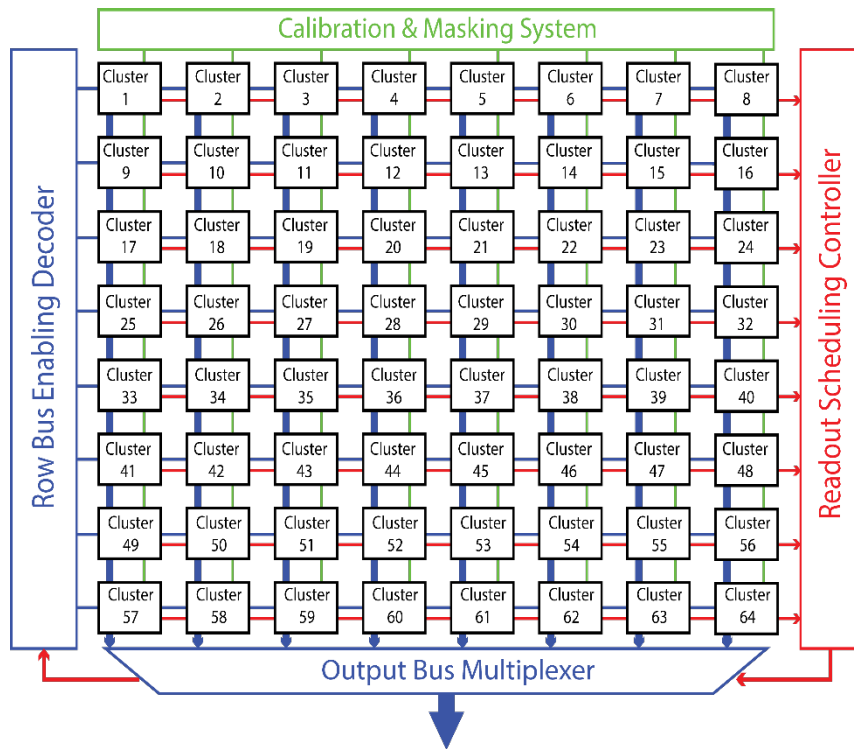 Calibration & Masking System
Row Bus Enabling Decoder
Readout Scheduling Controller
Cluster 1
Cluster 2
Cluster 3
Cluster 4
Cluster 5
Cluster 6
Cluster 7
Cluster 8
Cluster 9
Cluster 10
Cluster 11
Cluster 12
Cluster 13
Cluster 14
Cluster 15
Cluster 16
Cluster 17
Cluster 18
Cluster 19
Cluster 20
Cluster 21
Cluster 22
Cluster 23
Cluster 24
Cluster 25
Cluster 26
Cluster 27
Cluster 28
Cluster 29
Cluster 30
Cluster 31
Cluster 32
Cluster 33
Cluster 34
Cluster 35
Cluster 36
Cluster 37
Cluster 38
Cluster 39
Cluster 40
Cluster 41
Cluster 42
Cluster 43
Cluster 44
Cluster 45
Cluster 46
Cluster 47
Cluster 48
Cluster 49
Cluster 50
Cluster 51
Cluster 52
Cluster 53
Cluster 54
Cluster 55
Cluster 56
Cluster 57
Cluster 58
Cluster 59
Cluster 60
Cluster 61
Cluster 62
Cluster 63
Cluster 64
Output Bus Multiplexer